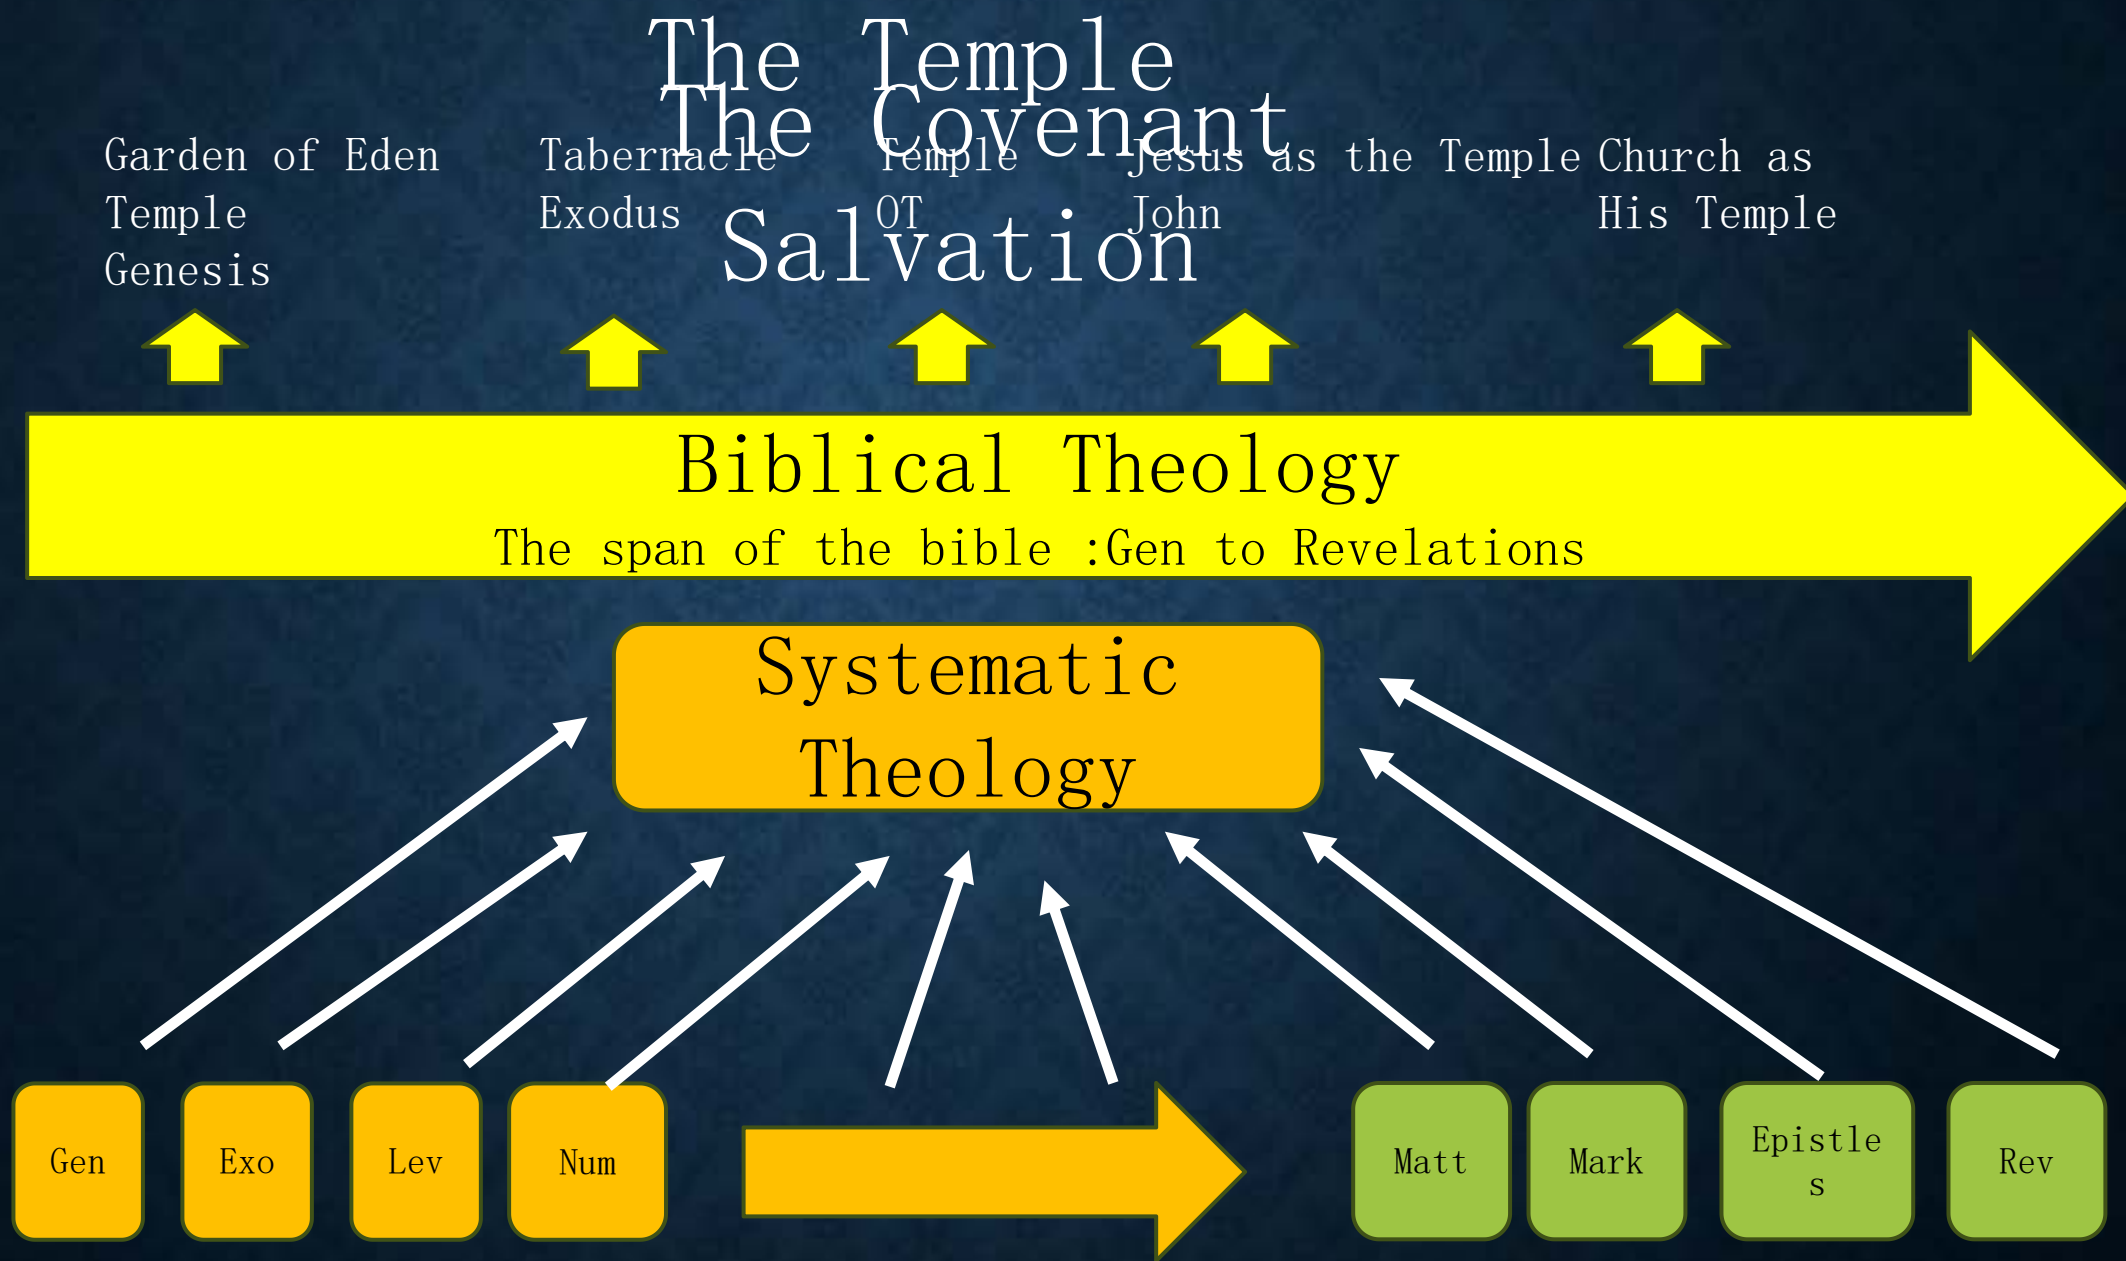 The Temple
The Covenant
Garden of Eden
Temple
Genesis
Tabernacle
Exodus
Temple
OT
Jesus as the Temple
John
Church as
His Temple
Salvation
Biblical Theology
The span of the bible :Gen to Revelations
Systematic
Theology
Gen
Exo
Lev
Num
Matt
Mark
Epistle
s
Rev